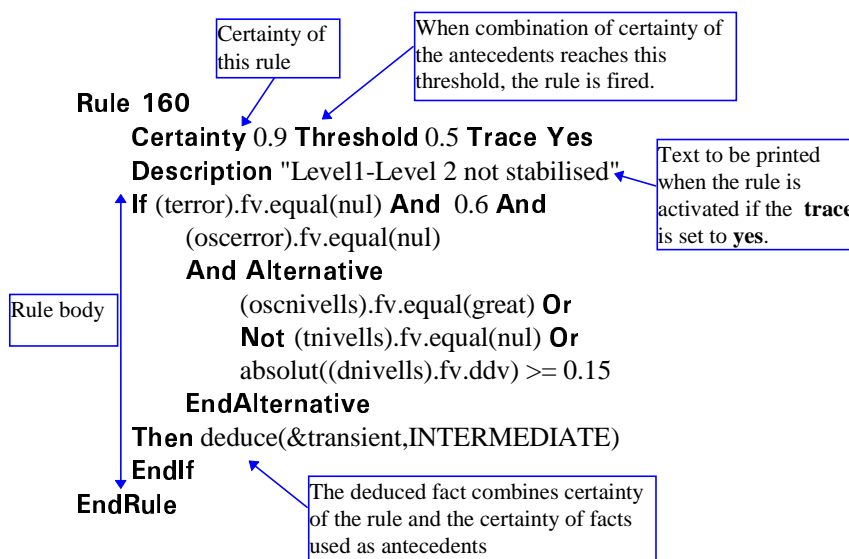 Certainty of
this rule
When combination of certainty of
the antecedents reaches this
threshold, the rule is fired.
Rule 160
Certainty 0.9 Threshold 0.5 Trace Yes
Description "Level1-Level 2 not stabilised"
Text to be printed
when the rule is
activated if the trace
is set to yes.
If (terror).fv.equal(nul) And 0.6 And
(oscerror).fv.equal(nul)
And Alternative
(oscnivells).fv.equal(great) Or
Rule body
Not (tnivells).fv.equal(nul) Or
absolut((dnivells).fv.ddv) >= 0.15
EndAlternative
Then deduce(&transient,INTERMEDIATE)
EndIf
EndRule
The deduced fact combines certainty
of the rule and the certainty of facts
used as antecedents